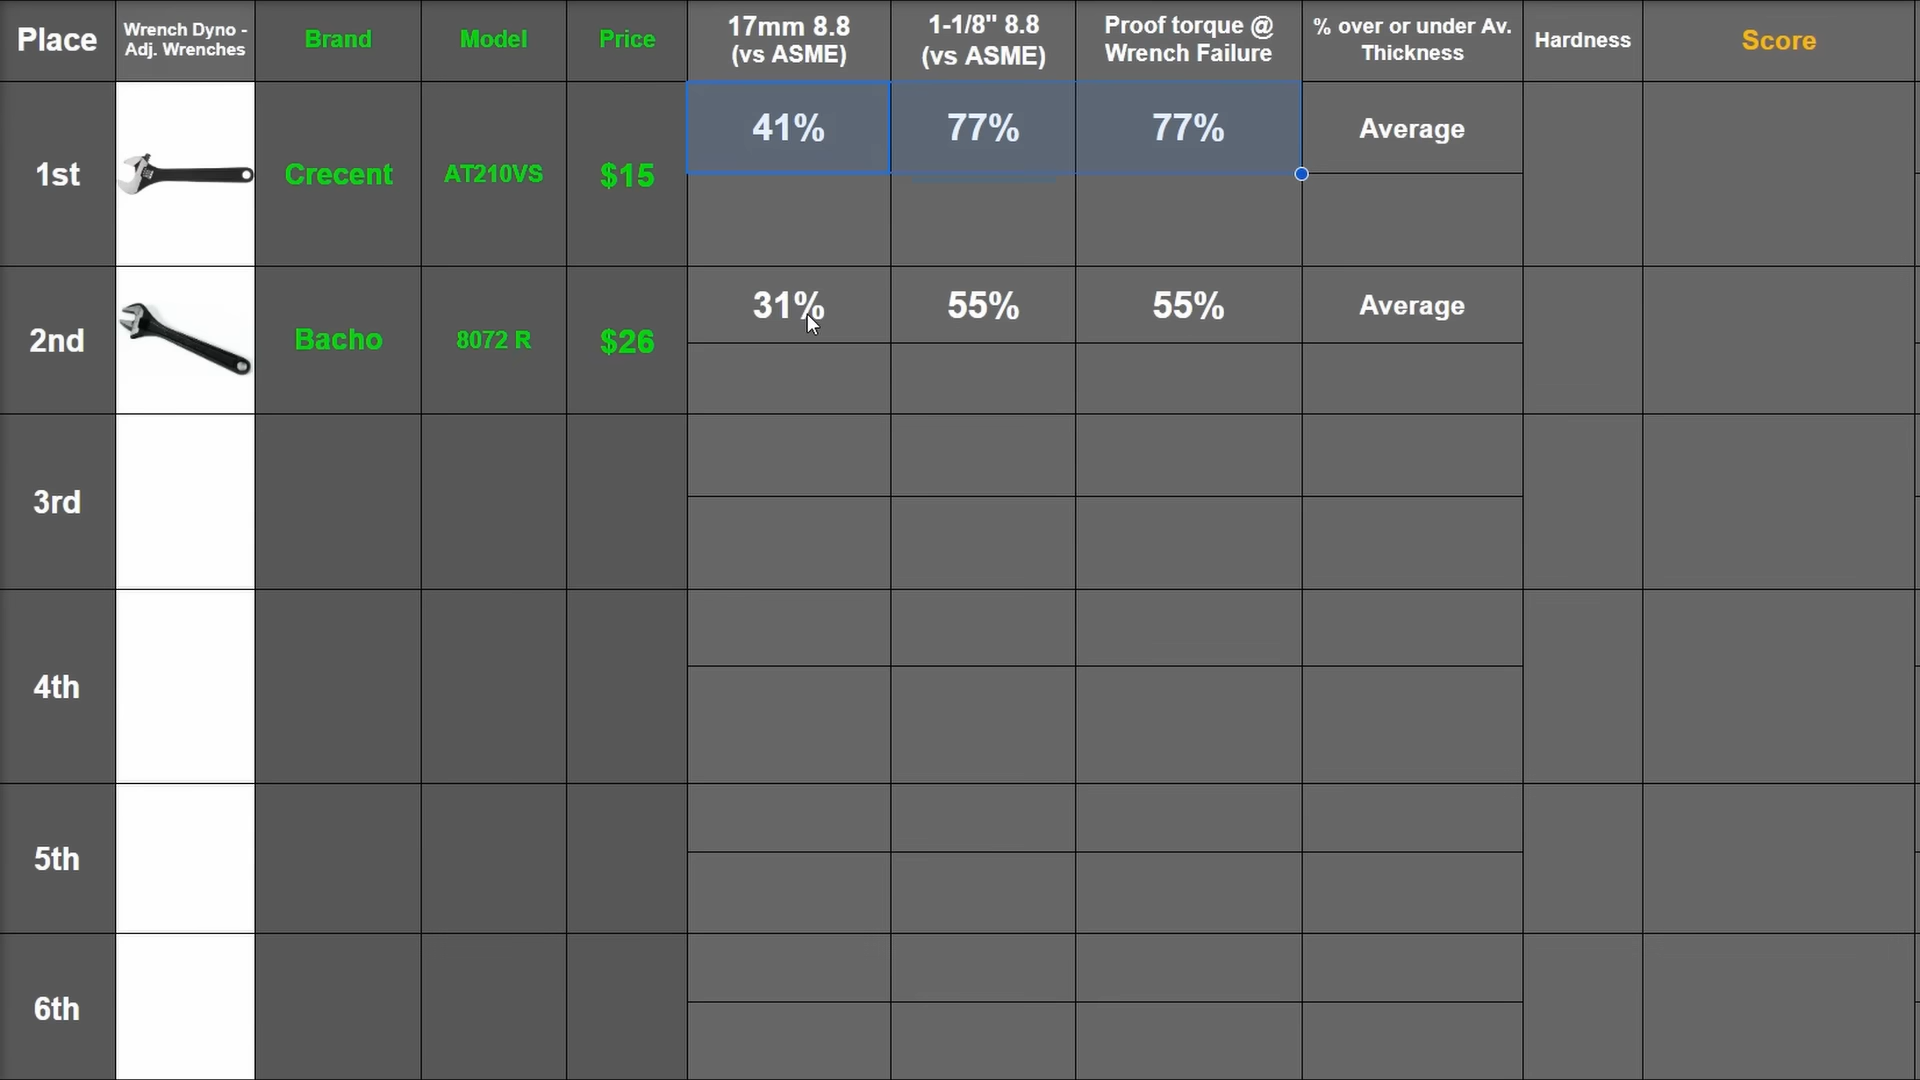 Place
Wrench Dyno -
Adj. Wrenches
Brand
Model
Price
17mm 8.8
(vs ASME)
1-1/8" 8.8
(vs ASME)
Proof torque @
Wrench Failure
% over or under Av.
Thickness
Hardness
Score
1st
Crecent
AT210VS
$15
41%
77%
77%
Average
2nd
Bacho
8072 R
$26
31%
55%
55%
Average
3rd
4th
5th
6th